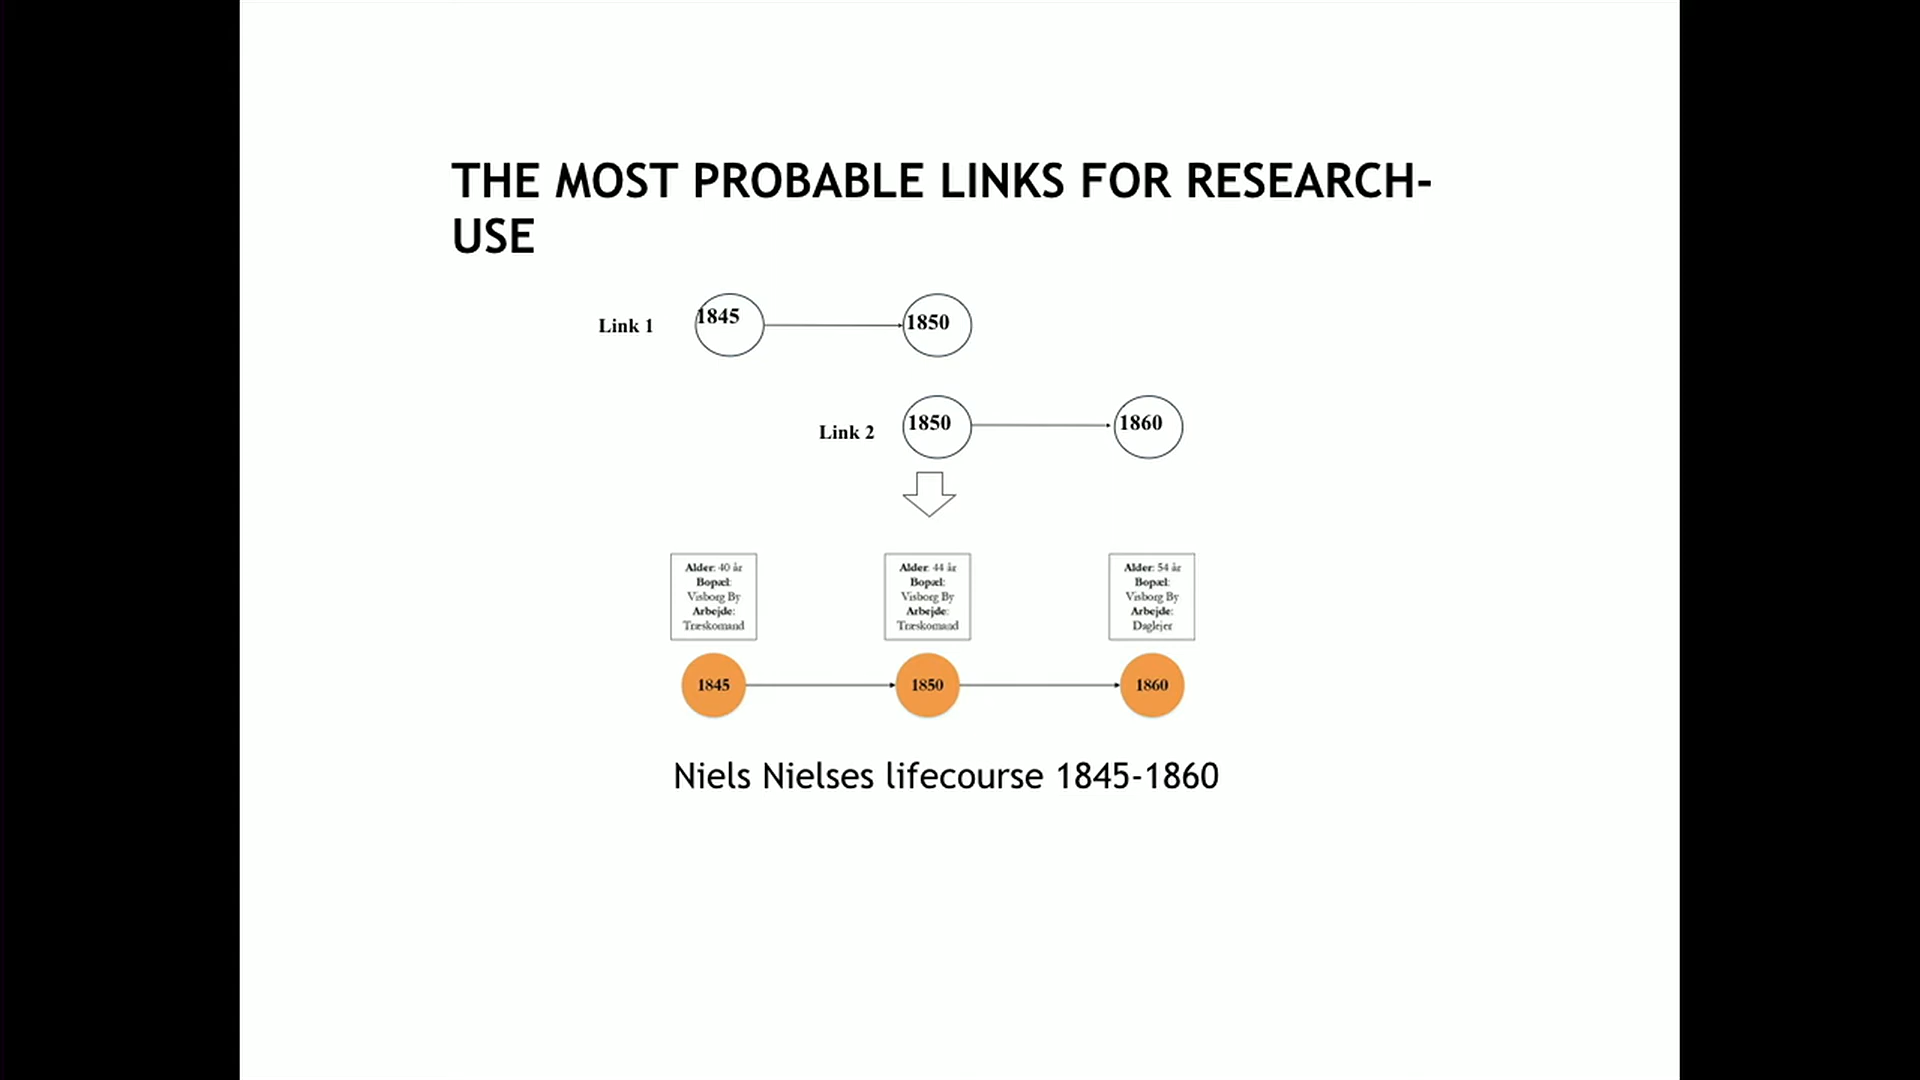 THE MOST PROBABLE LINKS FOR RESEARCH-
USE
Link 1
1845
1850
Link 2
1850
1860
Alder: 40 år
Bopæl:
Visborg By
Arbejde:
Træskomand
Alder: 44 år
Bopæl:
Visborg By
Arbejde:
Træskomand
Alder: 54 år
Bopæl:
Visborg By
Arbejde:
Daglejer
1845
1850
1860
Niels Nielses lifecourse 1845-1860